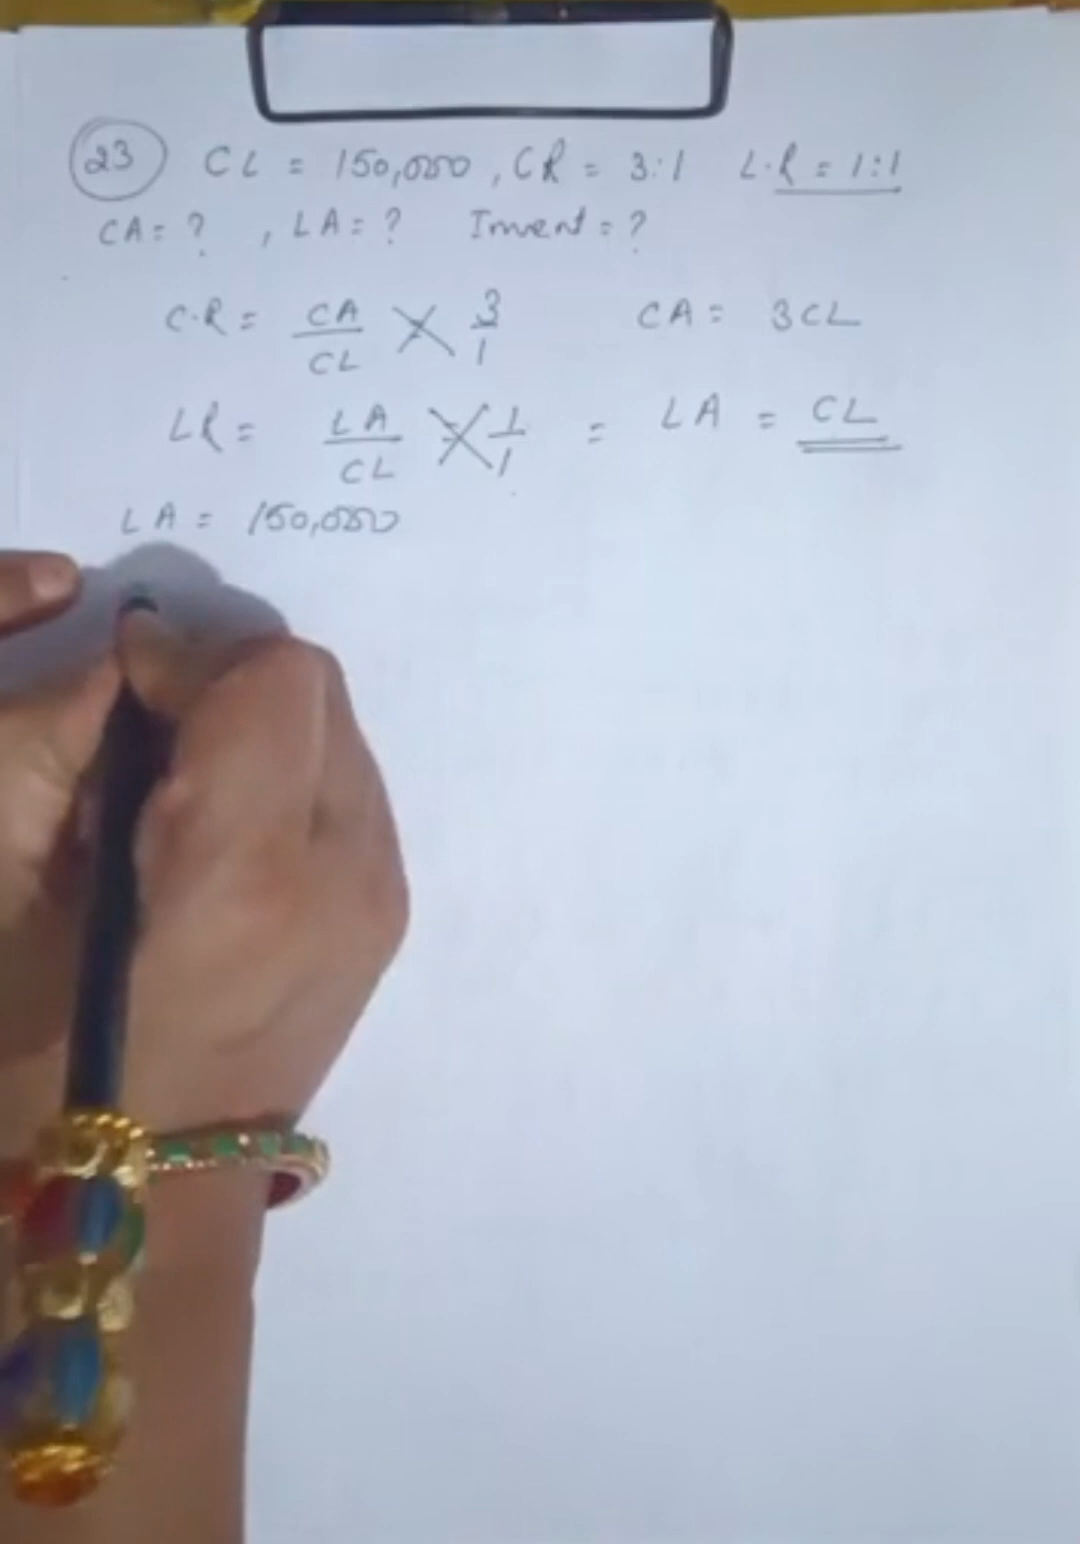 23 CL = 150,000 , CR = 3:1 L.R = 1:1
CA = ? , LA = ? Invent = ?
C.R = CA/CL = 3/1 CA = 3CL
LR = LA/CL = 1/1 = LA = CL
LA = 150,000